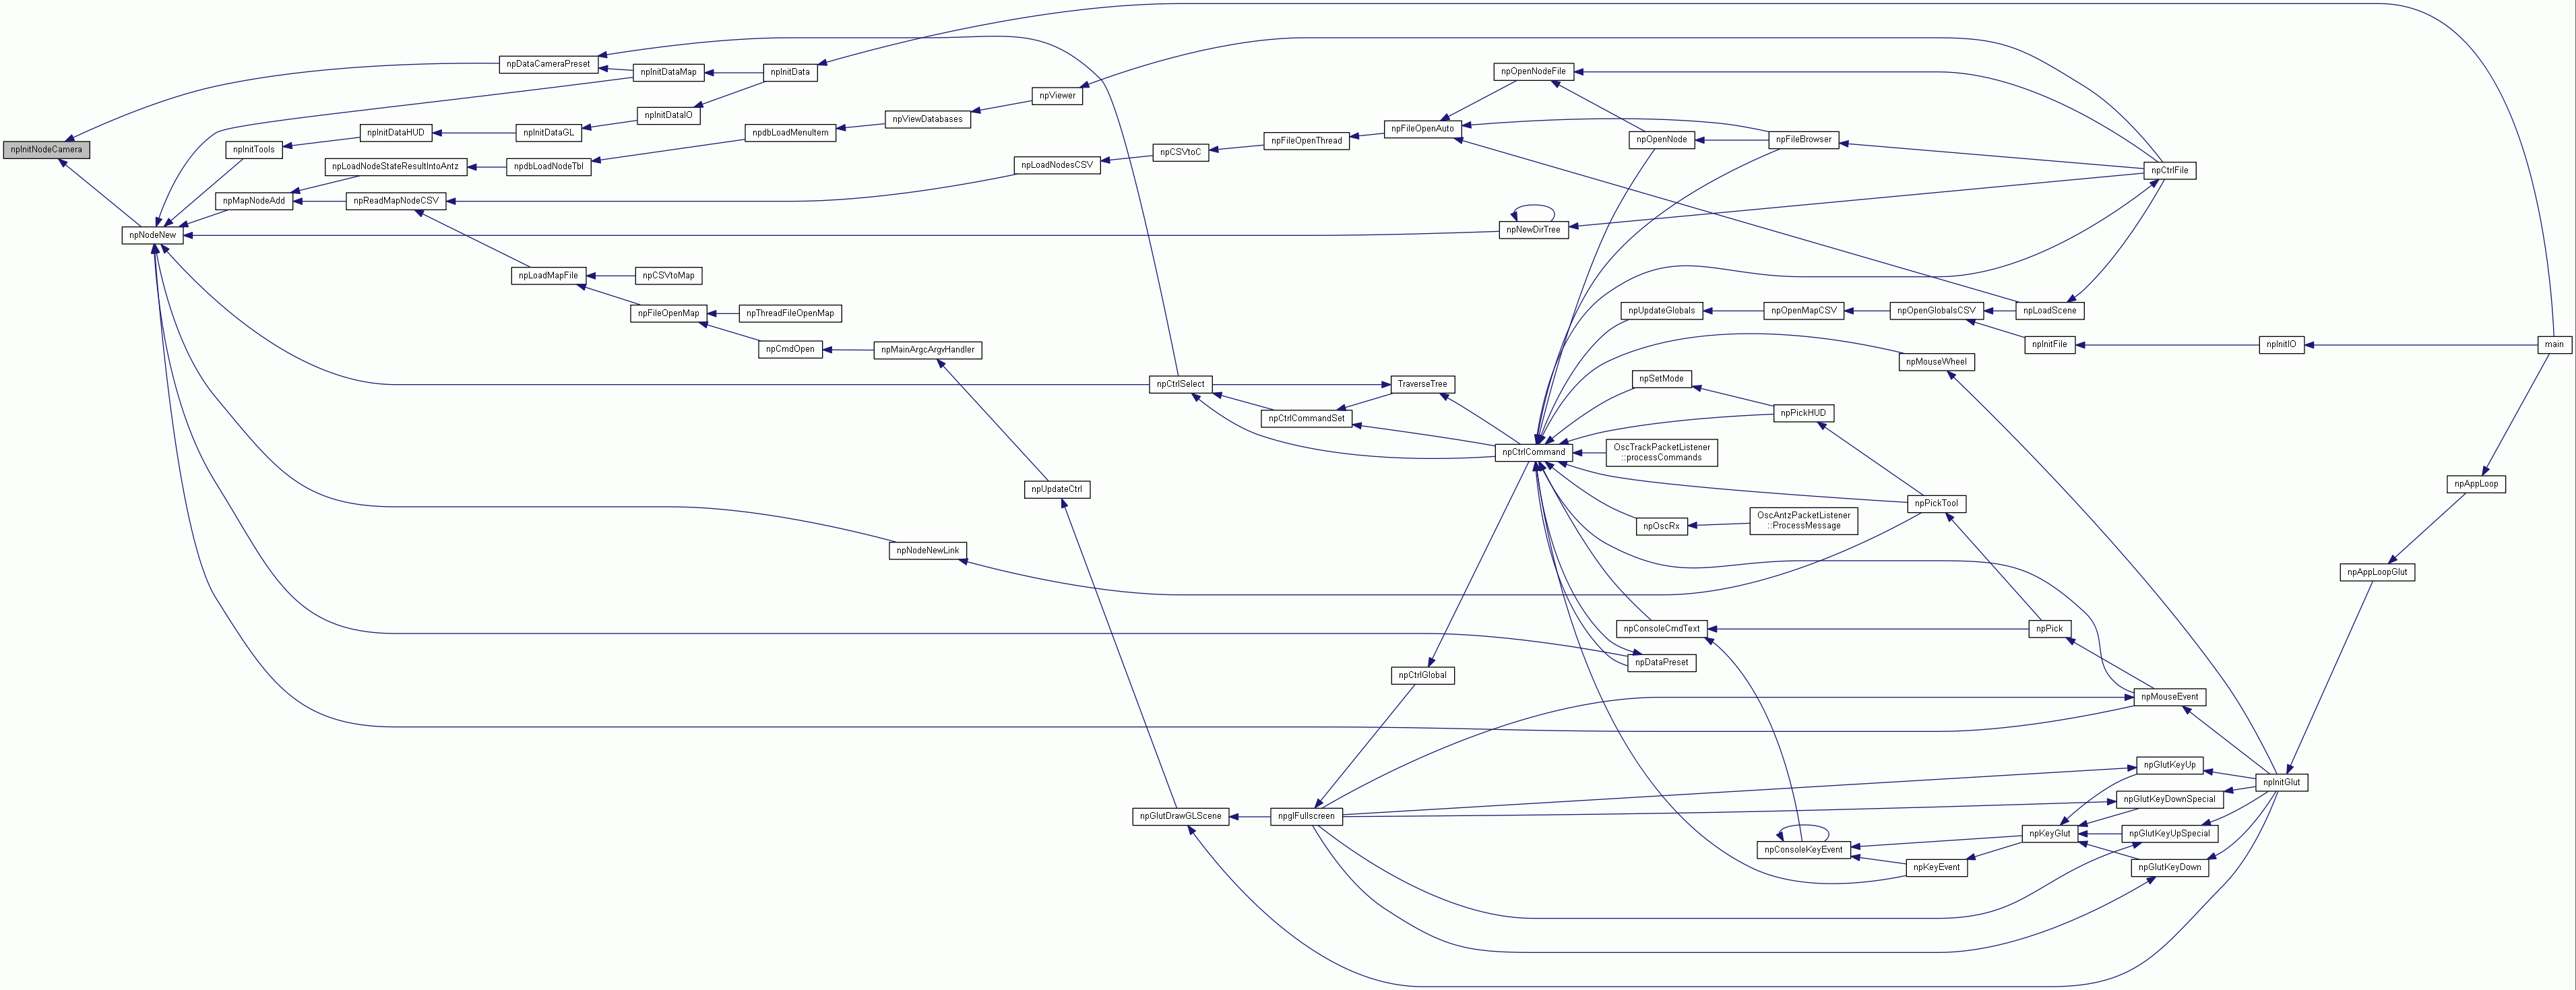 npDataCameraPreset
npInitDataMap
npInitData
npOpenNodeFile
npViewer
npInitDataIO
npViewDatabases
npFileOpenAuto
npInitDataHUD
npInitDataGL
npdbLoadMenuItem
npFileOpenThread
npOpenNode
npFileBrowser
npInitNodeCamera
npInitTools
npCSVtoC
npLoadNodeStateResultIntoAntz
npdbLoadNodeTbl
npLoadNodesCSV
npCtrlFile
npMapNodeAdd
npReadMapNodeCSV
npNewDirTree
npNodeNew
npLoadMapFile
npCSVtoMap
npFileOpenMap
npThreadFileOpenMap
npUpdateGlobals
npOpenMapCSV
npOpenGlobalsCSV
npLoadScene
npCmdOpen
npMainArgcArgvHandler
npInitFile
npInitIO
main
npMouseWheel
npCtrlSelect
TraverseTree
npSetMode
npCtrlCommandSet
npPickHUD
npCtrlCommand
OscTrackPacketListener
::processCommands
npUpdateCtrl
npAppLoop
npPickTool
npOscRx
OscAntzPacketListener
::ProcessMessage
npNodeNewLink
npAppLoopGlut
npConsoleCmdText
npPick
npDataPreset
npCtrlGlobal
npMouseEvent
npGlutKeyUp
npInitGlut
npGlutKeyDownSpecial
npGlutDrawGLScene
npglFullscreen
npKeyGlut
npGlutKeyUpSpecial
npConsoleKeyEvent
npKeyEvent
npGlutKeyDown